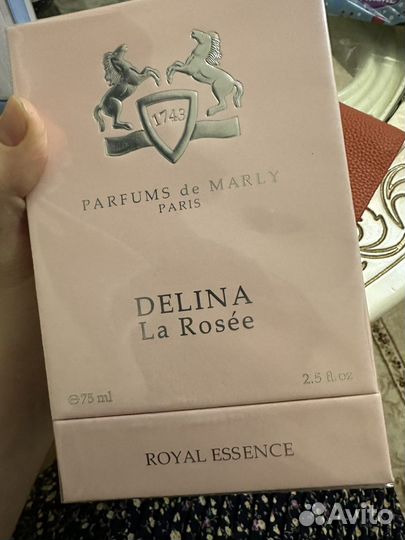 1743
PARFUMS de MARLY
PARIS
DELINA
La Rosée
℮75 ml 2.5 fl.oz
ROYAL ESSENCE
Avito